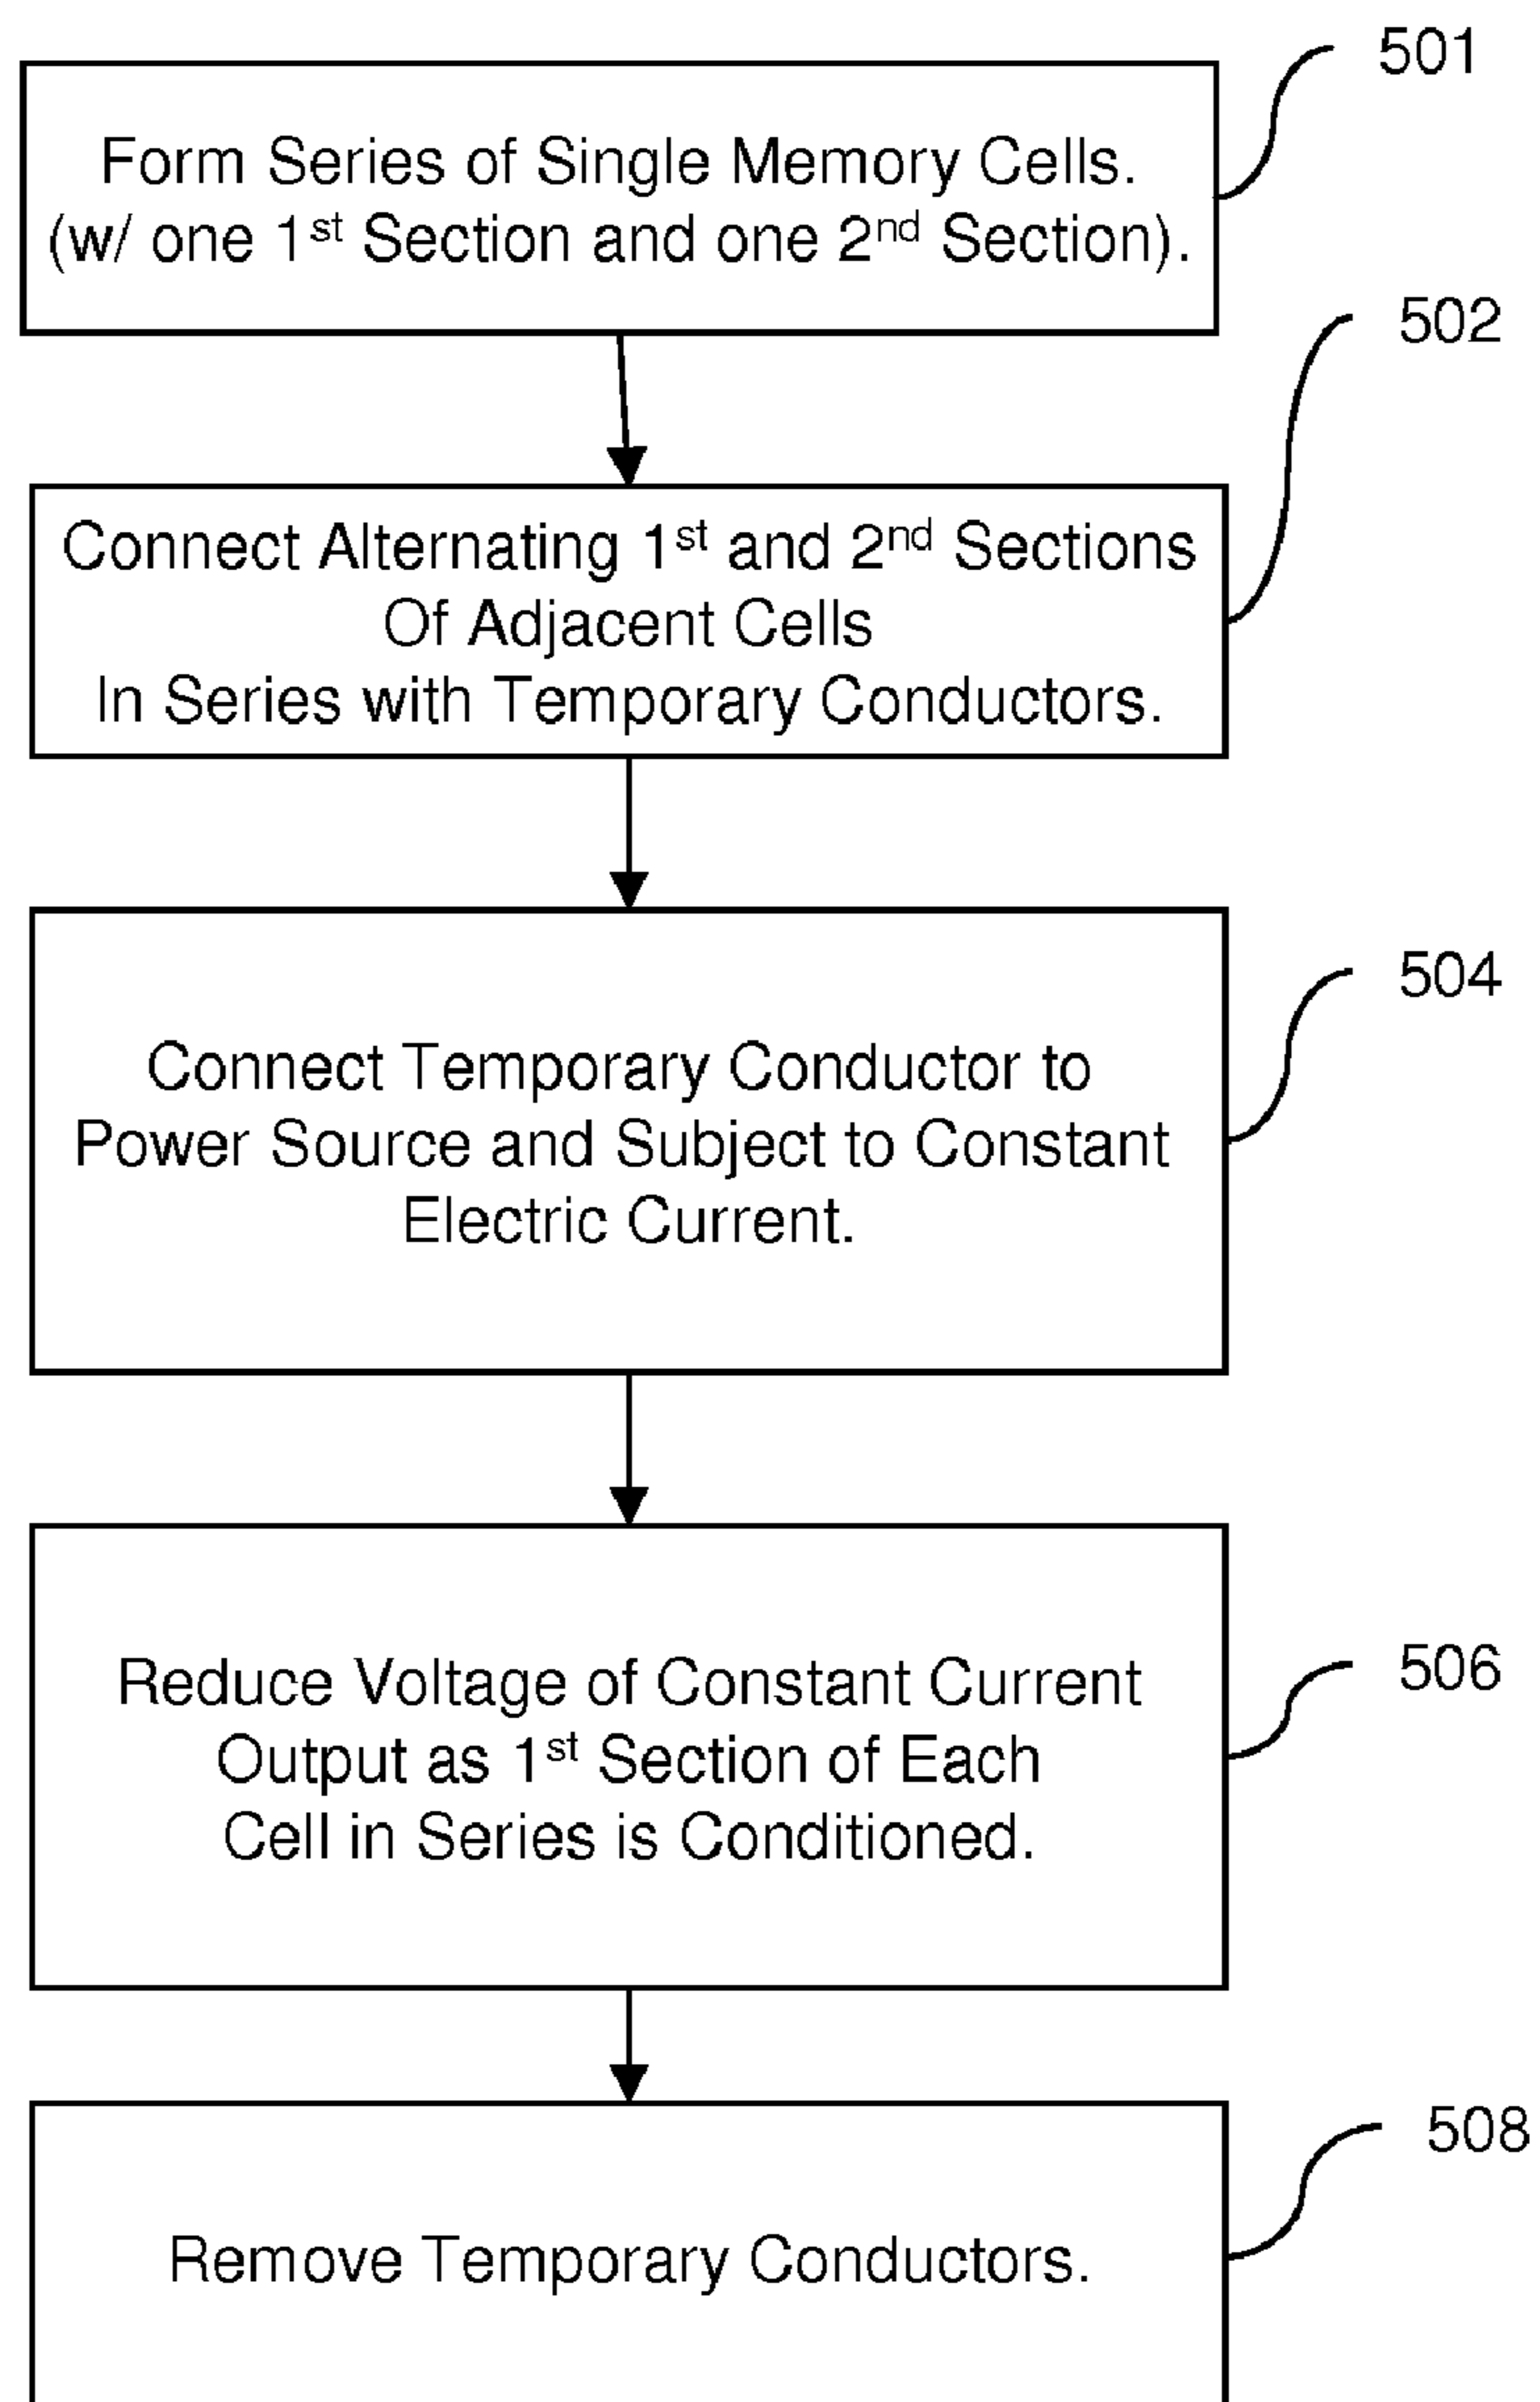 501
Form Series of Single Memory Cells.
(w/ one 1st Section and one 2nd Section).
502
Connect Alternating 1st and 2nd Sections
Of Adjacent Cells
In Series with Temporary Conductors.
504
Connect Temporary Conductor to
Power Source and Subject to Constant
Electric Current.
506
Reduce Voltage of Constant Current
Output as 1st Section of Each
Cell in Series is Conditioned.
508
Remove Temporary Conductors.